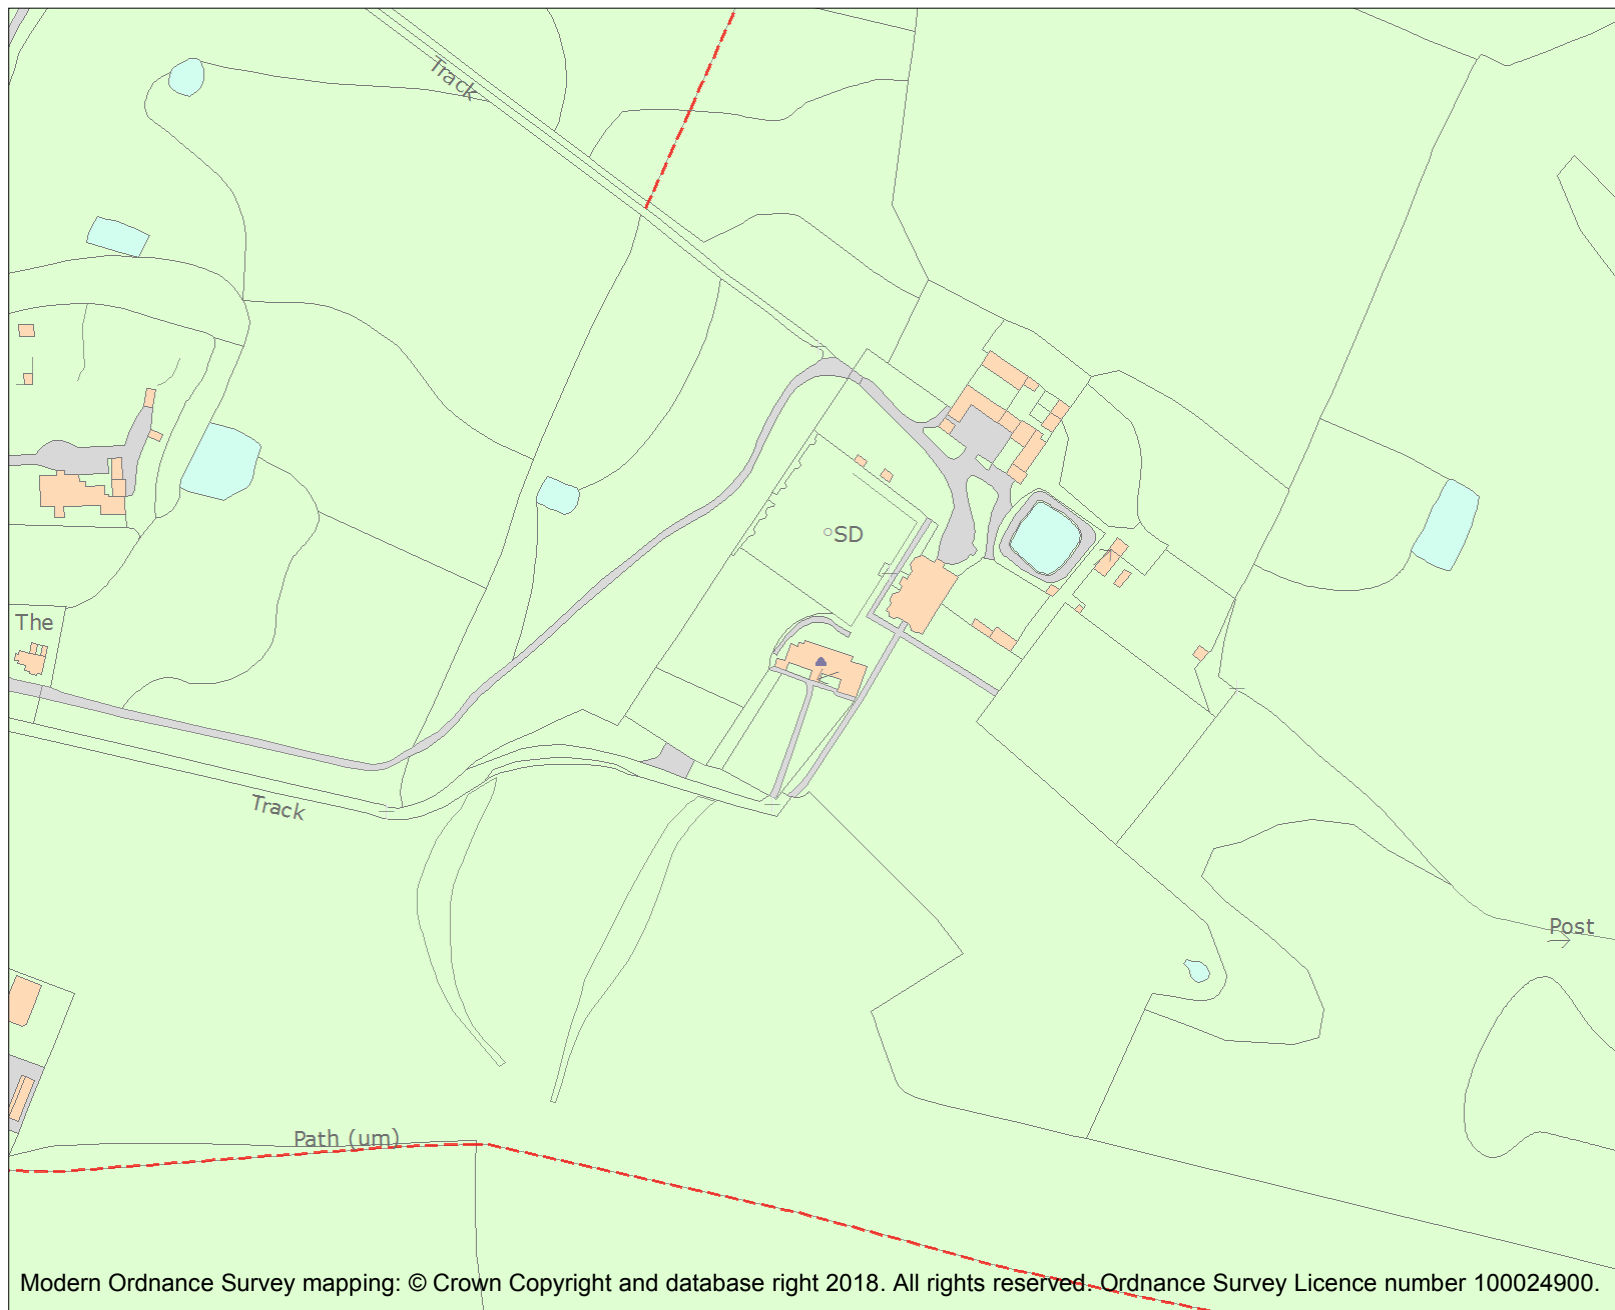 Track
SD
The
Track
Post
Path (um)
Modern Ordnance Survey mapping: © Crown Copyright and database right 2018. All rights reserved. Ordnance Survey Licence number 100024900.